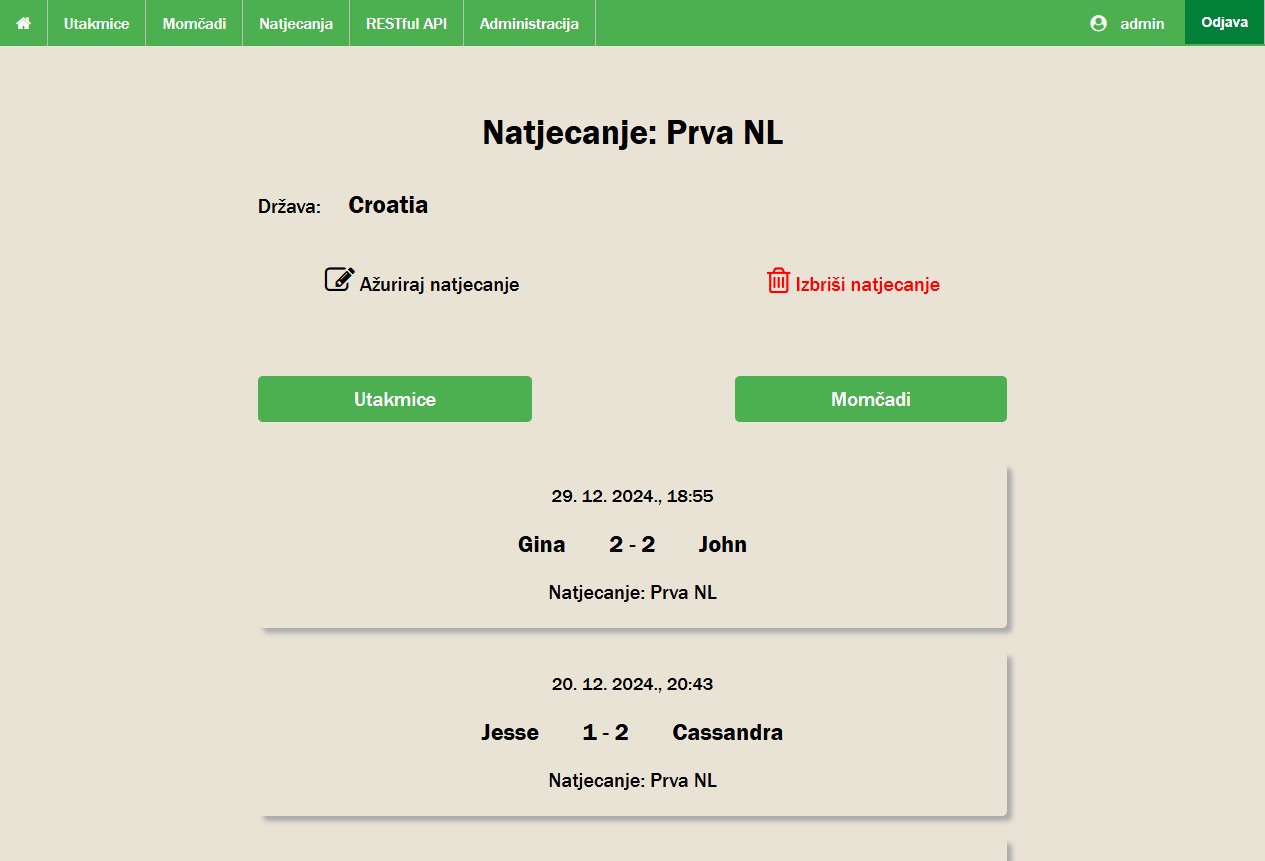 Utakmice Momčadi Natjecanja RESTful API Administracija admin Odjava
Natjecanje: Prva NL
Država: Croatia
Ažuriraj natjecanje Izbriši natjecanje
Utakmice Momčadi
29. 12. 2024., 18:55
Gina 2 - 2 John
Natjecanje: Prva NL
20. 12. 2024., 20:43
Jesse 1 - 2 Cassandra
Natjecanje: Prva NL